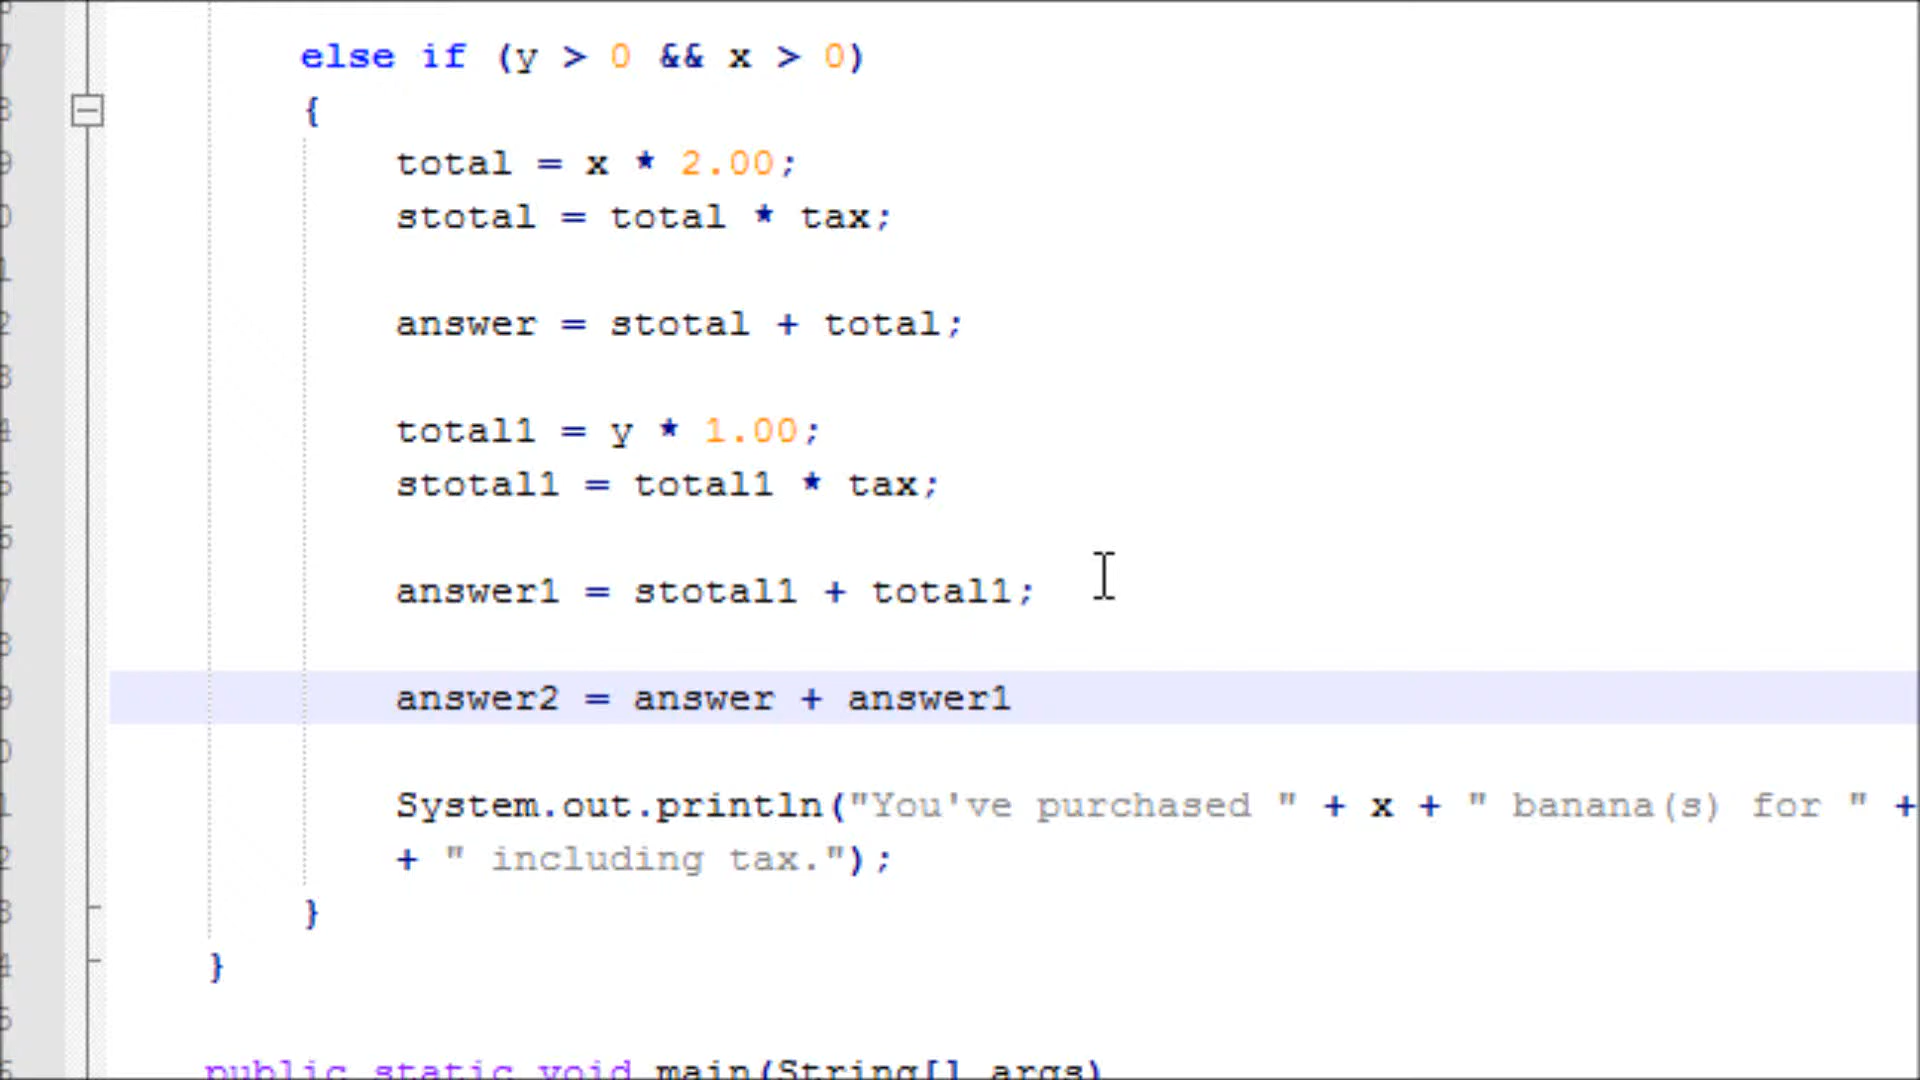 else if (y > 0 && x > 0)
{
total = x * 2.00;
stotal = total * tax;
answer = stotal + total;
total1 = y * 1.00;
stotal1 = total1 * tax;
answer1 = stotal1 + total1;
answer2 = answer + answer1
System.out.println("You've purchased " + x + " banana(s) for " +
+ " including tax.");
}
}
public static void main(String[] args)